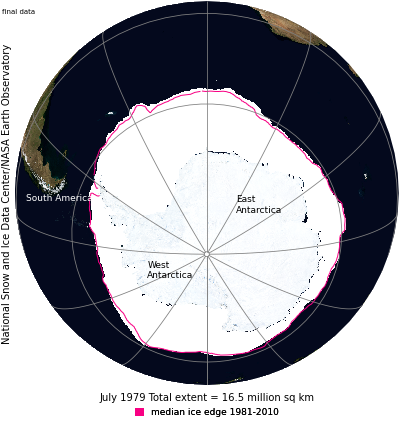 final data
National Snow and Ice Data Center/NASA Earth Observatory
South America
East
Antarctica
West
Antarctica
July 1979 Total extent = 16.5 million sq km
median ice edge 1981-2010